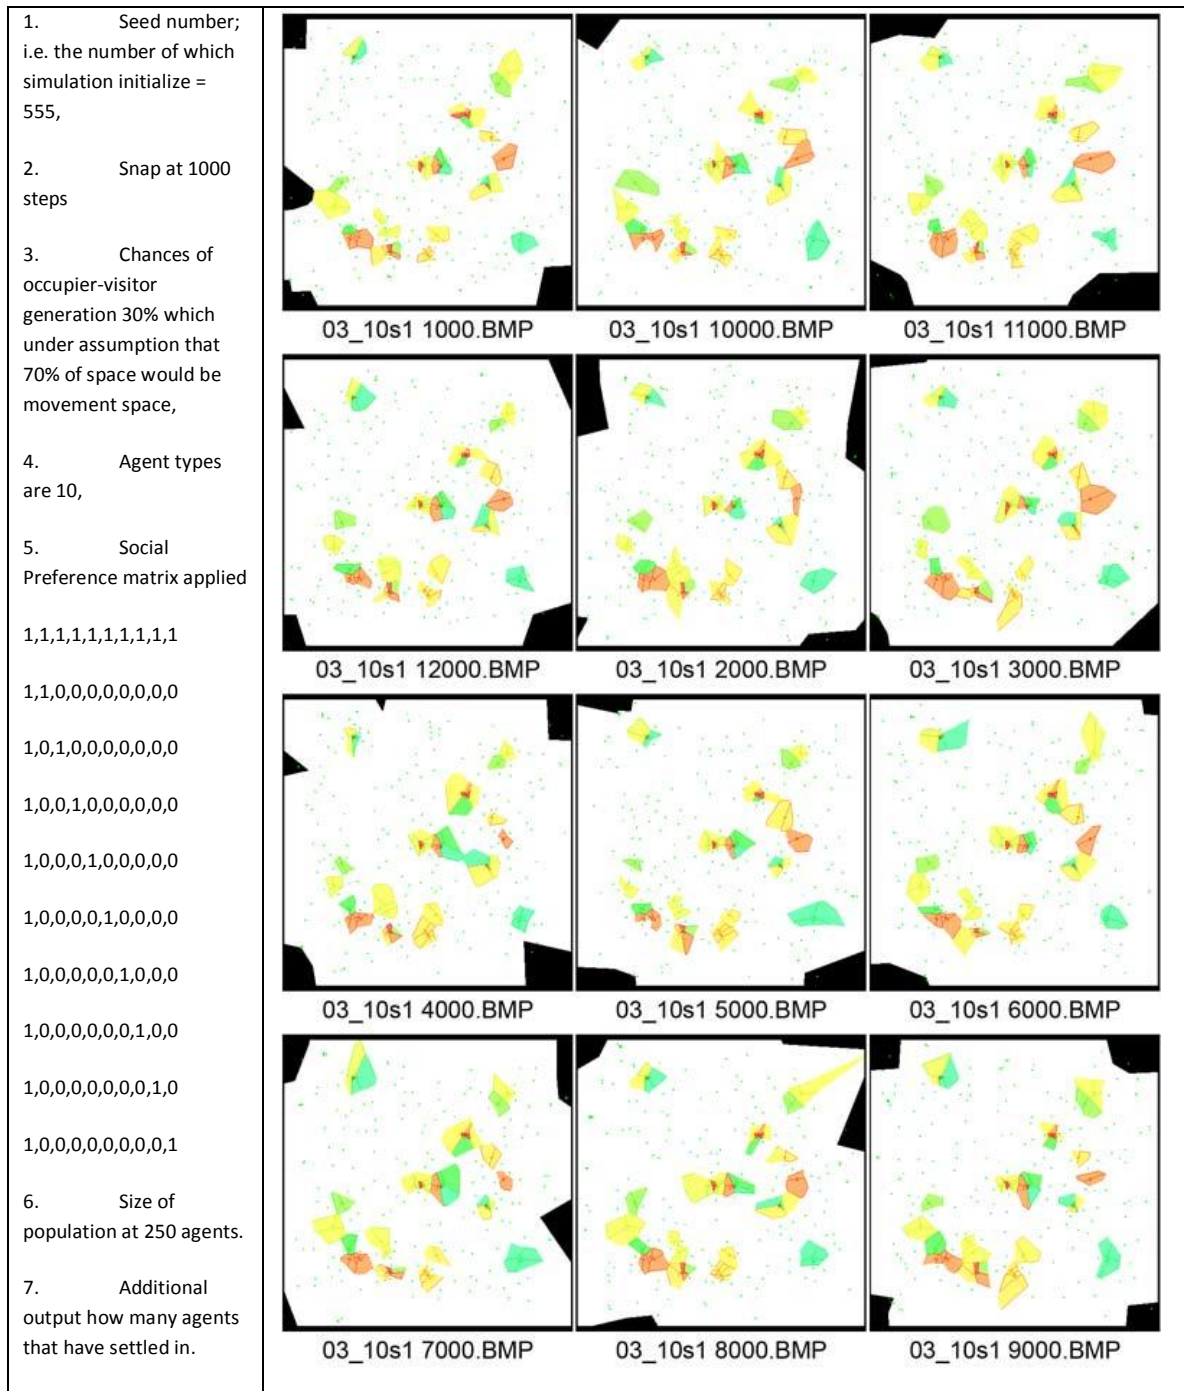 1. Seed number;
i.e. the number of which
simulation initialize =
555,
2. Snap at 1000
steps
3. Chances of
occupier-visitor
generation 30% which
under assumption that
70% of space would be
movement space,
4. Agent types
are 10,
5. Social
Preference matrix applied
1,1,1,1,1,1,1,1,1,1
1,1,0,0,0,0,0,0,0,0
1,0,1,0,0,0,0,0,0,0
1,0,0,1,0,0,0,0,0,0
1,0,0,0,1,0,0,0,0,0
1,0,0,0,0,1,0,0,0,0
1,0,0,0,0,0,1,0,0,0
1,0,0,0,0,0,0,1,0,0
1,0,0,0,0,0,0,0,1,0
1,0,0,0,0,0,0,0,0,1
6. Size of
population at 250 agents.
7. Additional
output how many agents
that have settled in.
03_10s1 1000.BMP
03_10s1 10000.BMP
03_10s1 11000.BMP
03_10s1 12000.BMP
03_10s1 2000.BMP
03_10s1 3000.BMP
03_10s1 4000.BMP
03_10s1 5000.BMP
03_10s1 6000.BMP
03_10s1 7000.BMP
03_10s1 8000.BMP
03_10s1 9000.BMP